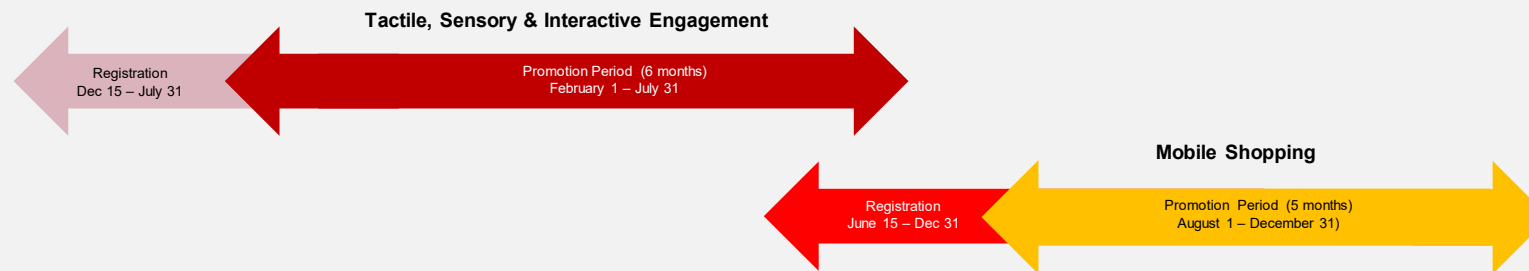 Tactile, Sensory & Interactive Engagement
Registration
Dec 15 – July 31
Promotion Period (6 months)
February 1 – July 31
Mobile Shopping
Registration
June 15 – Dec 31
Promotion Period (5 months)
August 1 – December 31)